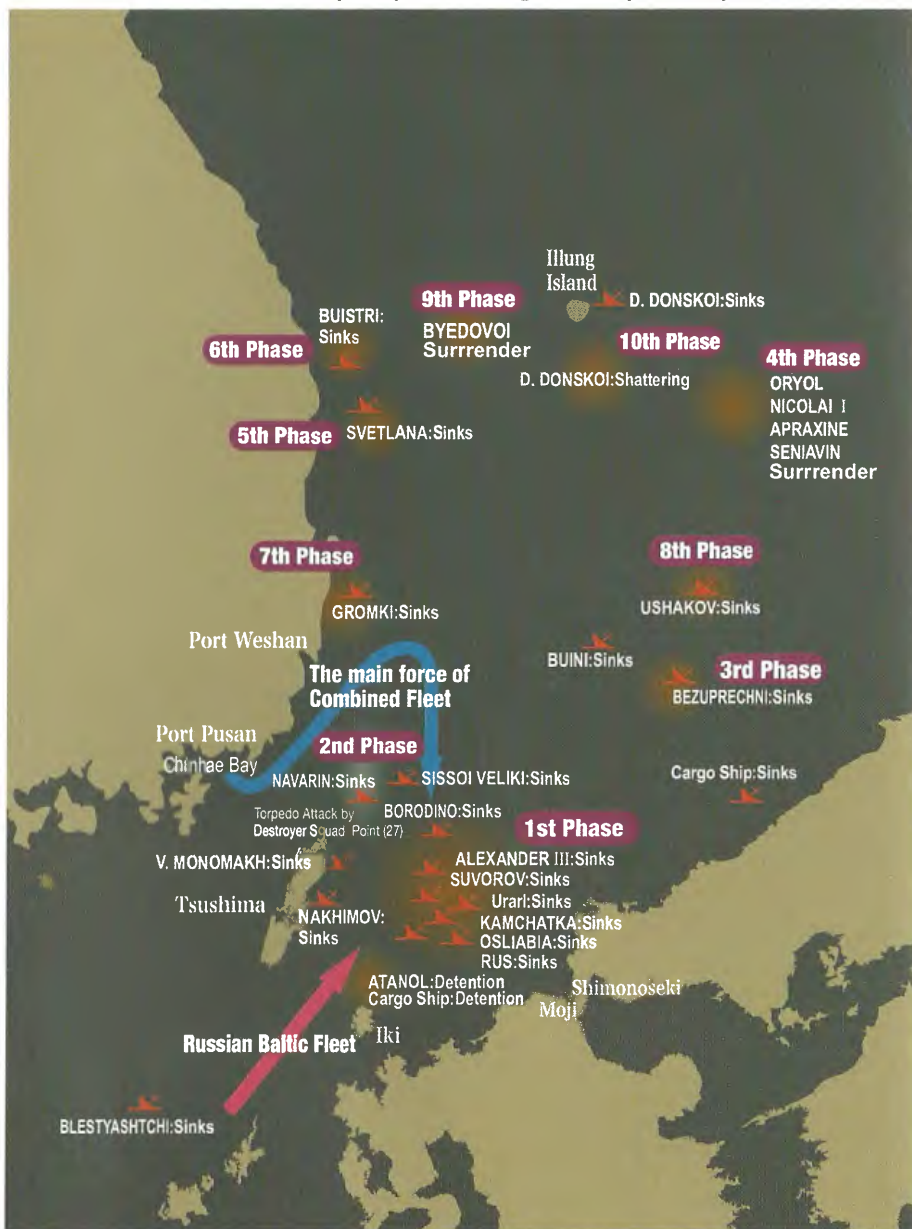 Illung
Island
D. DONSKOI:Sinks
9th Phase
BYEDOVOI
Surrrender
BUISTRI:
Sinks
6th Phase
10th Phase
D. DONSKOI:Shattering
4th Phase
ORYOL
NICOLAI I
APRAXINE
SENIAVIN
Surrrender
5th Phase
SVETLANA:Sinks
7th Phase
GROMKI:Sinks
8th Phase
USHAKOV:Sinks
Port Weshan
BUINI:Sinks
3rd Phase
BEZUPRECHNI:Sinks
The main force of
Combined Fleet
Port Pusan
Chinhae Bay
2nd Phase
NAVARIN:Sinks
SISSOI VELIKI:Sinks
Cargo Ship:Sinks
Torpedo Attack by
Destroyer Squad Point (27)
BORODINO:Sinks
1st Phase
V. MONOMAKH:Sinks
ALEXANDER III:Sinks
SUVOROV:Sinks
Tsushima
NAKHIMOV:
Sinks
Urarl:Sinks
KAMCHATKA:Sinks
OSLIABIA:Sinks
RUS:Sinks
ATANOL:Detention
Cargo Ship:Detention
Shimonoseki
Moji
Iki
Russian Baltic Fleet
BLESTYASHTCHI:Sinks